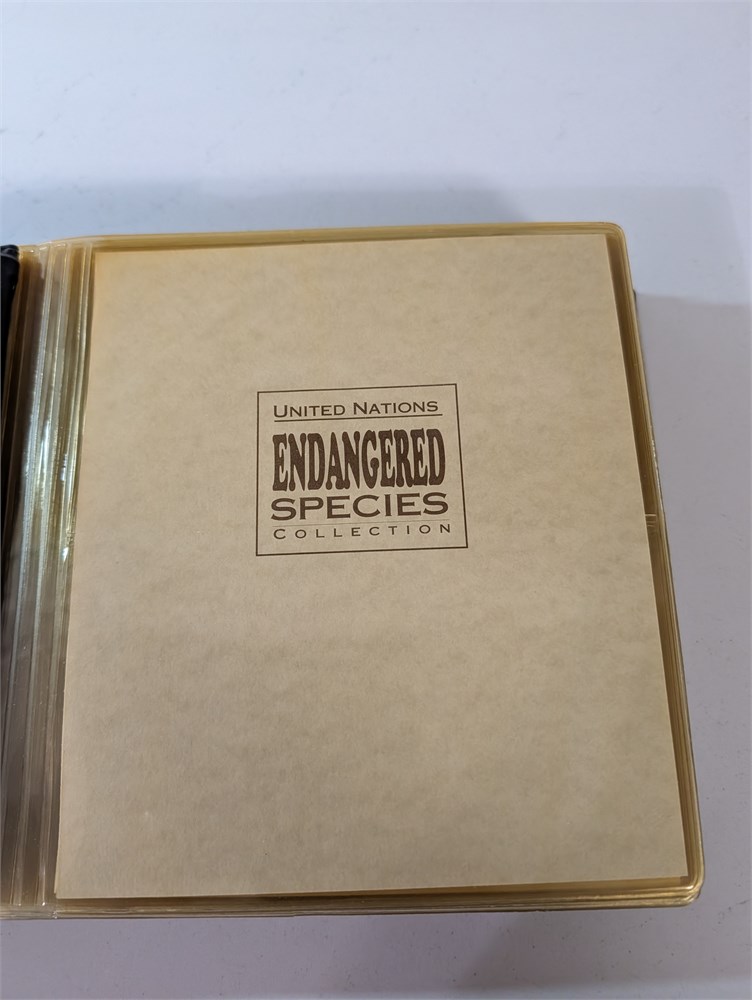 UNITED NATIONS
ENDANGERED
SPECIES
COLLECTION